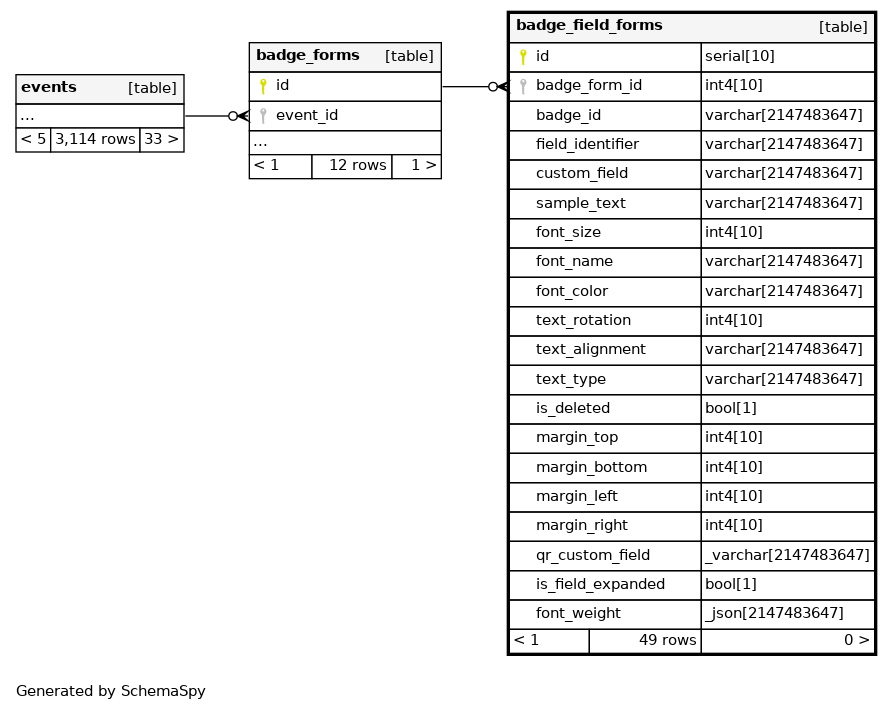 events [table]
...
< 5 3,114 rows 33 >
badge_forms [table]
id
event_id
...
< 1 12 rows 1 >
badge_field_forms [table]
id serial[10]
badge_form_id int4[10]
badge_id varchar[2147483647]
field_identifier varchar[2147483647]
custom_field varchar[2147483647]
sample_text varchar[2147483647]
font_size int4[10]
font_name varchar[2147483647]
font_color varchar[2147483647]
text_rotation int4[10]
text_alignment varchar[2147483647]
text_type varchar[2147483647]
is_deleted bool[1]
margin_top int4[10]
margin_bottom int4[10]
margin_left int4[10]
margin_right int4[10]
qr_custom_field _varchar[2147483647]
is_field_expanded bool[1]
font_weight _json[2147483647]
< 1 49 rows 0 >
Generated by SchemaSpy